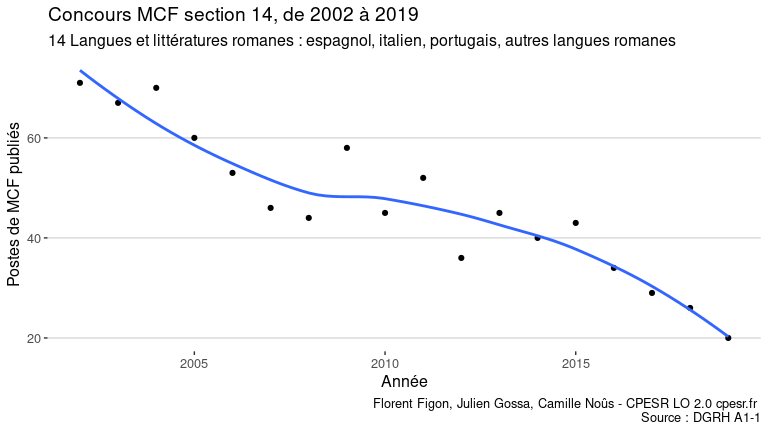 Concours MCF section 14, de 2002 à 2019
14 Langues et littératures romanes : espagnol, italien, portugais, autres langues romanes
Postes de MCF publiés
60
40
20
2005
2010
2015
Année
Florent Figon, Julien Gossa, Camille Noûs - CPESR LO 2.0 cpesr.fr
Source : DGRH A1-1